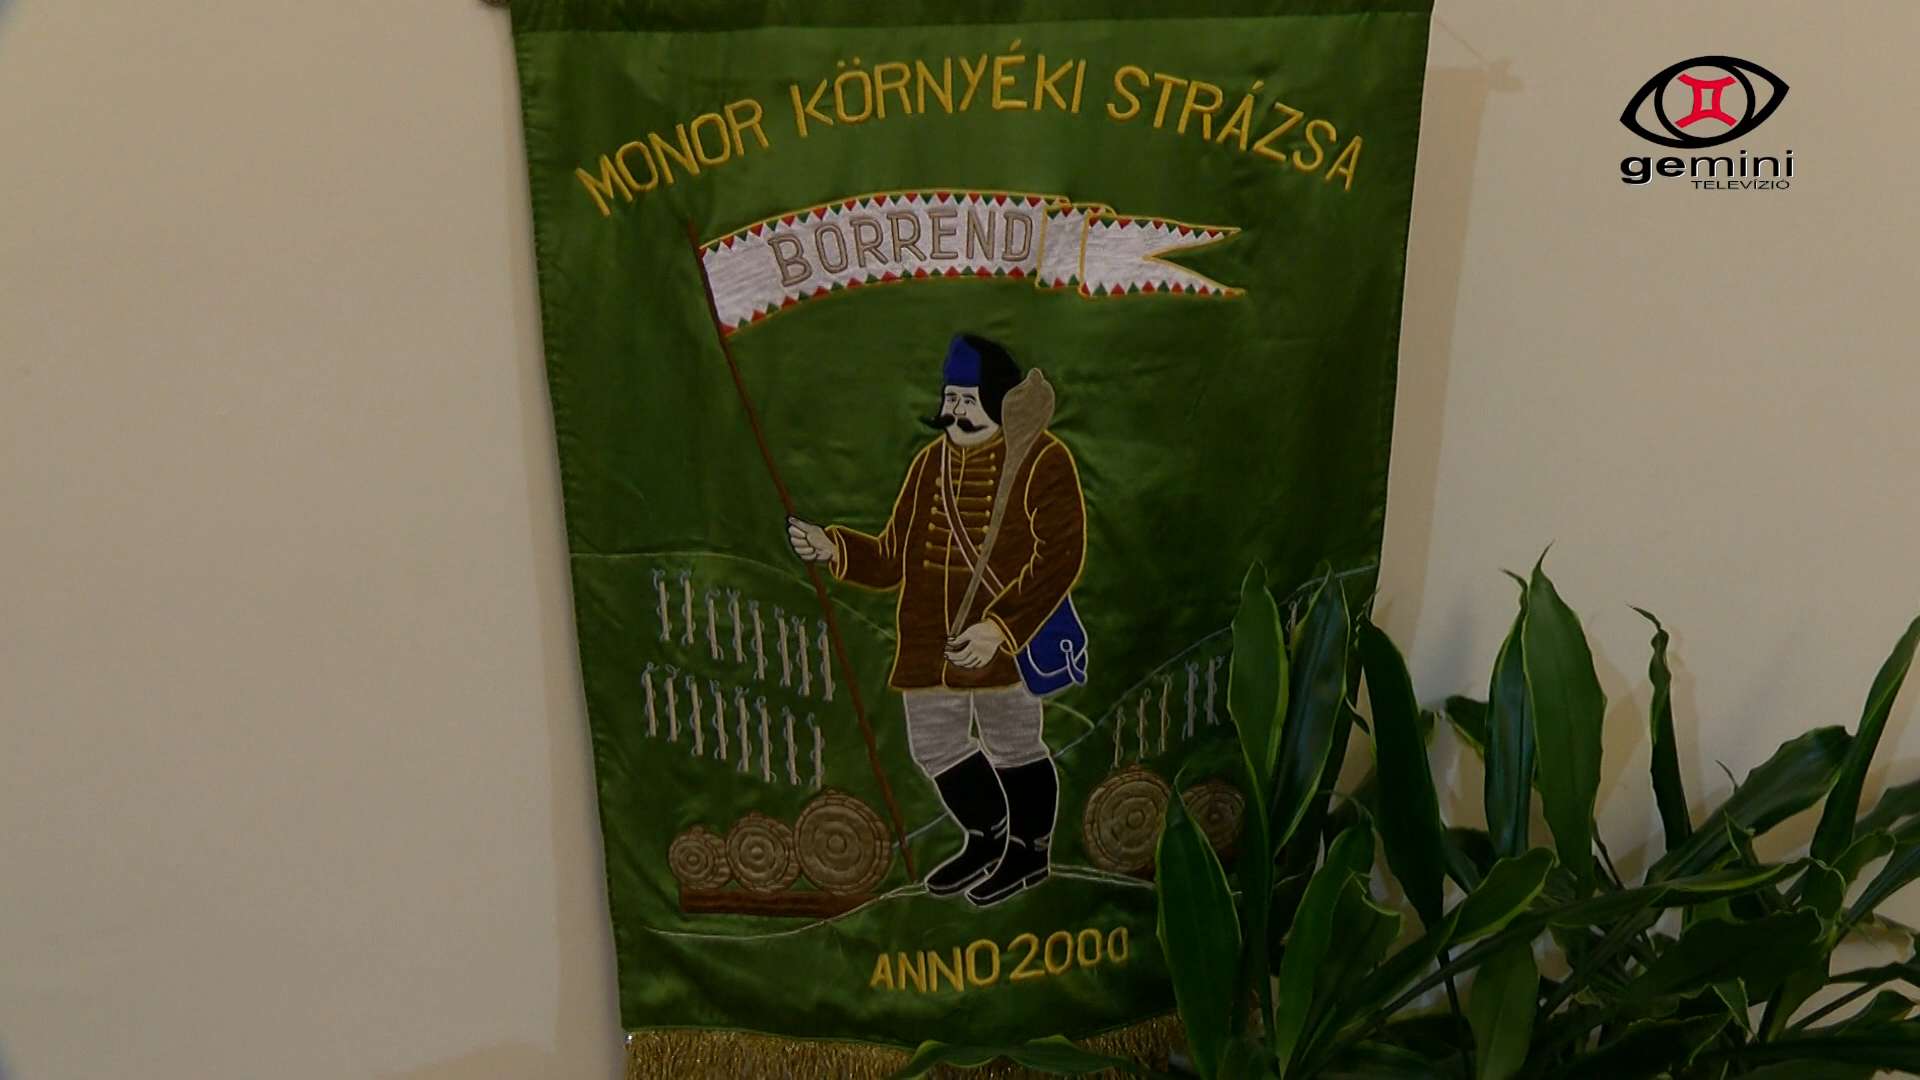 MONOR KÖRNYÉKI STRÁZSA
BORREND
ANNO 2000
gemini
TELEVÍZIÓ